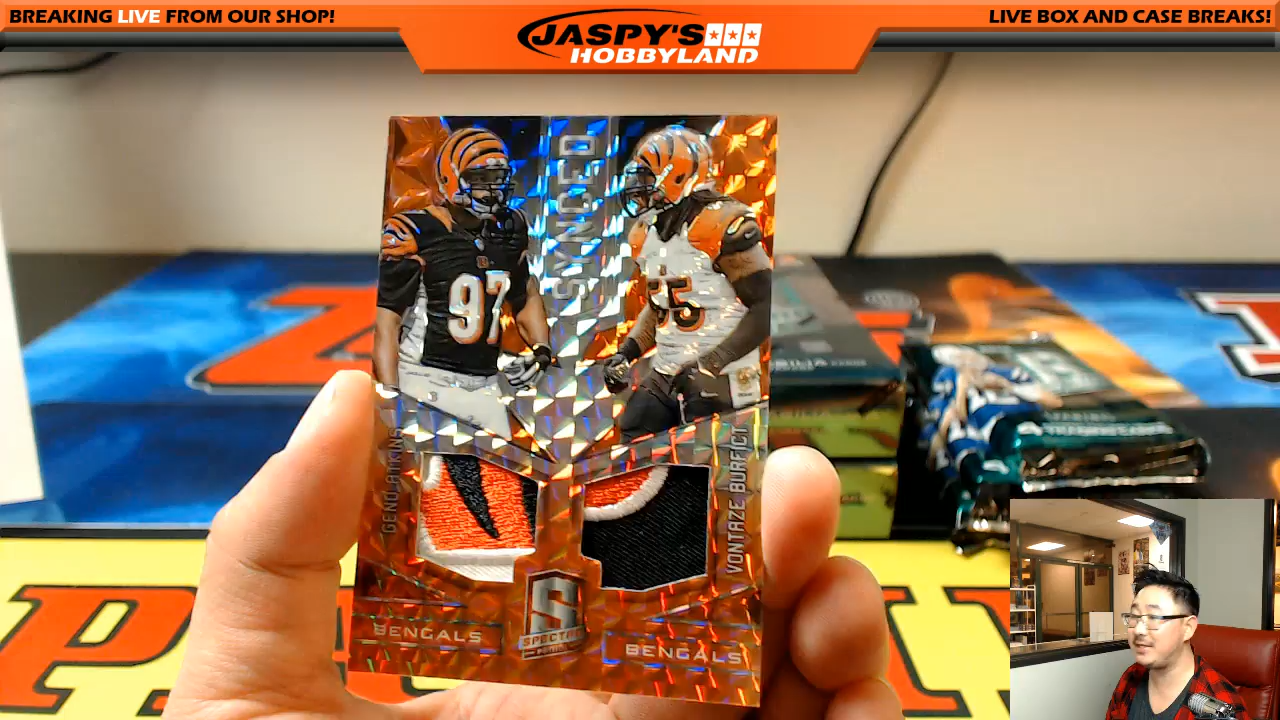 BREAKING LIVE FROM OUR SHOP!
JASPY'S
HOBBYLAND
LIVE BOX AND CASE BREAKS!
SYNCED
97
55
GENO ATKINS
VONTAZE BURFICT
BENGALS
S
SPECTRA
BENGALS